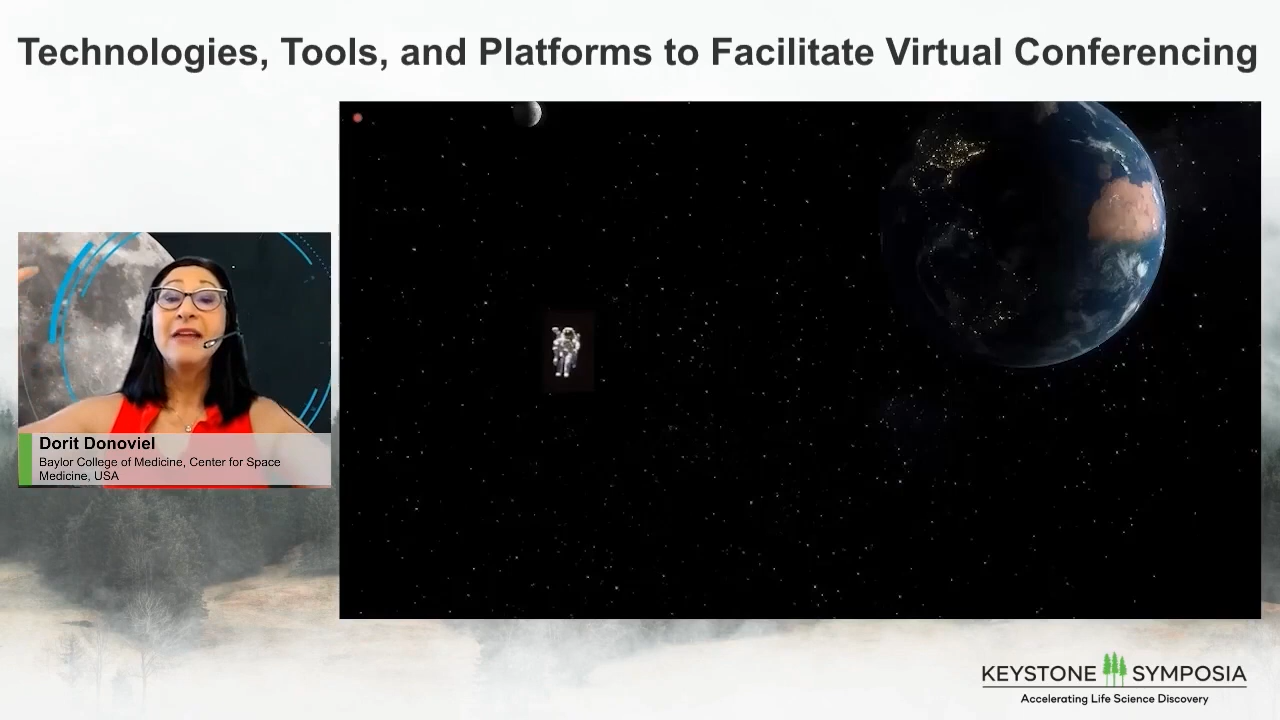 Technologies, Tools, and Platforms to Facilitate Virtual Conferencing
Dorit Donoviel
Baylor College of Medicine, Center for Space
Medicine, USA
KEYSTONE SYMPOSIA
Accelerating Life Science Discovery